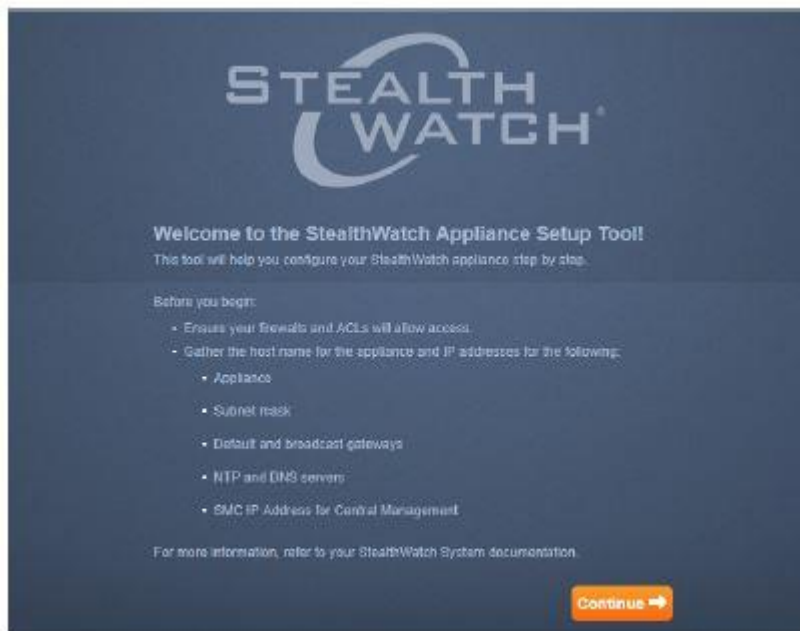 STEALTH
WATCH®
Welcome to the StealthWatch Appliance Setup Tool!
This tool will help you configure your StealthWatch appliance step by step.
Before you begin:
• Ensure your firewalls and ACLs will allow access.
• Gather the host name for the appliance and IP addresses for the following:
• Appliance
• Subnet mask
• Default and broadcast gateways
• NTP and DNS servers
• SMC IP Address for Central Management
For more information, refer to your StealthWatch System documentation.
Continue